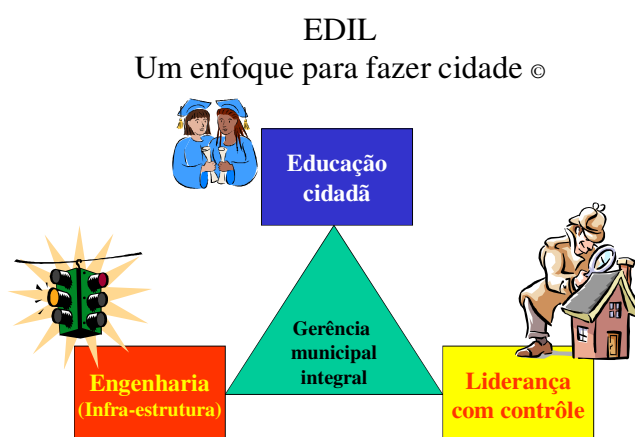 EDIL
Um enfoque para fazer cidade ©
Educação
cidadã
Gerência
municipal
integral
Engenharia
(Infra-estrutura)
Liderança
com contrôle